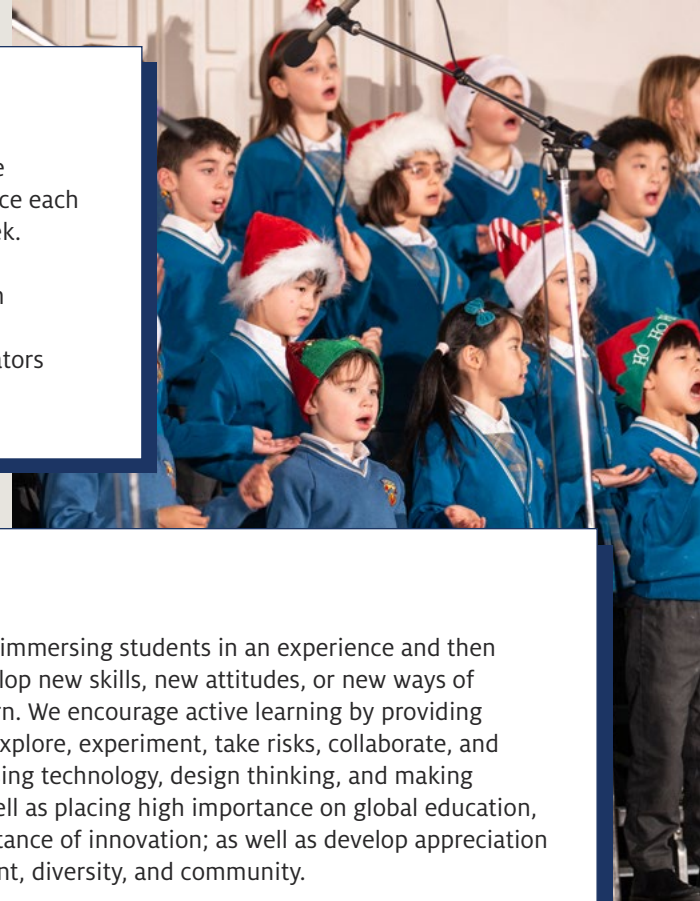 ce each
k.
immersing students in an experience and then
lop new skills, new attitudes, or new ways of
n. We encourage active learning by providing
xplore, experiment, take risks, collaborate, and
ing technology, design thinking, and making
ell as placing high importance on global education,
tance of innovation; as well as develop appreciation
nt, diversity, and community.
HO HO H